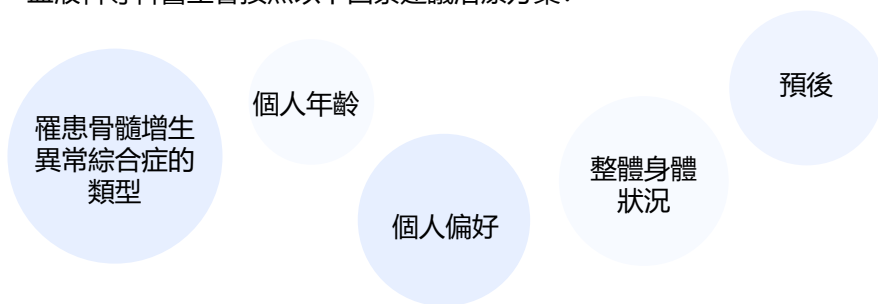 罹患骨髓增生
異常綜合症的
類型
個人年齡
個人偏好
整體身體
狀況
預後